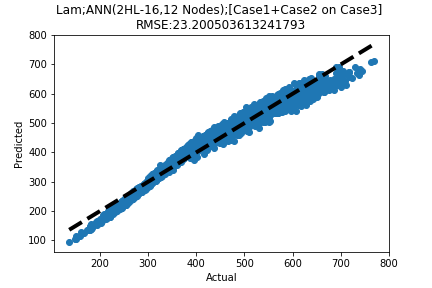 Lam;ANN(2HL-16,12 Nodes);[Case1+Case2 on Case3]
RMSE:23.200503613241793
800
700
600
500
400
300
200
100
Predicted
200 300 400 500 600 700 800
Actual